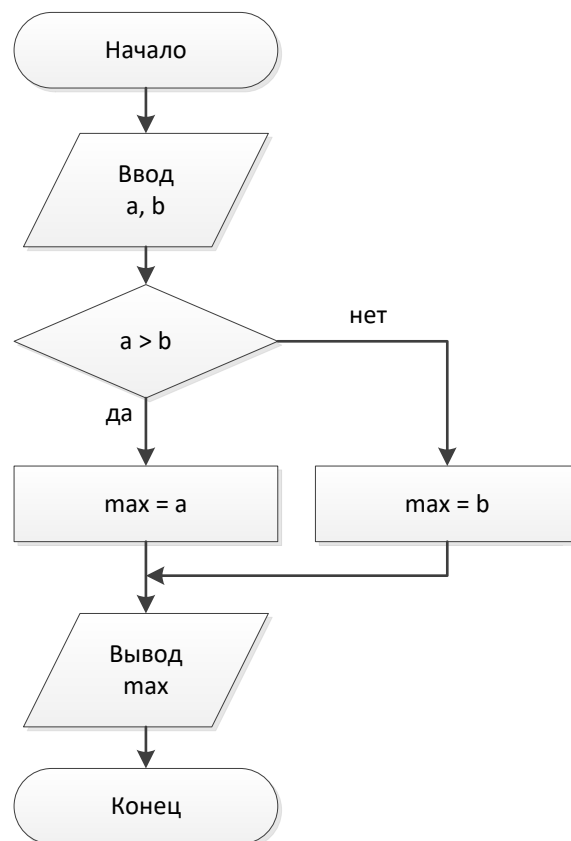 Начало
Ввод
a, b
a > b
нет
да
max = a
max = b
Вывод
max
Конец